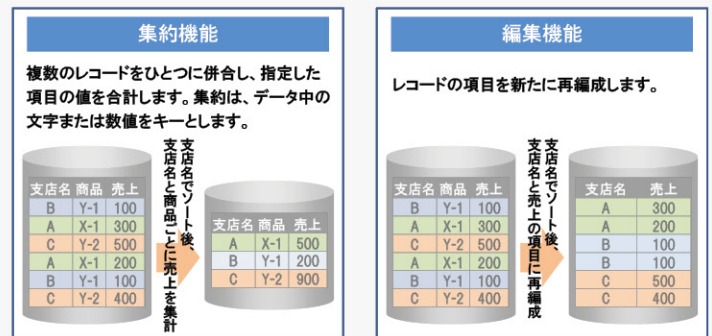 集約機能
複数のレコードをひとつに併合し、指定した
項目の値を合計します。集約は、データ中の
文字または数値をキーとします。
支店名 商品 売上
B Y-1 100
A X-1 300
C Y-2 500
A X-1 200
B Y-1 100
C Y-2 400
支店名でソート後、
支店名と商品ごとに売上を集計
支店名 商品 売上
A X-1 500
B Y-1 200
C Y-2 900
編集機能
レコードの項目を新たに再編成します。
支店名 商品 売上
B Y-1 100
A X-1 300
C Y-2 500
A X-1 200
B Y-1 100
C Y-2 400
支店名でソート後、
支店名と売上の項目に再編成
支店名 売上
A 300
A 200
B 100
B 100
C 500
C 400